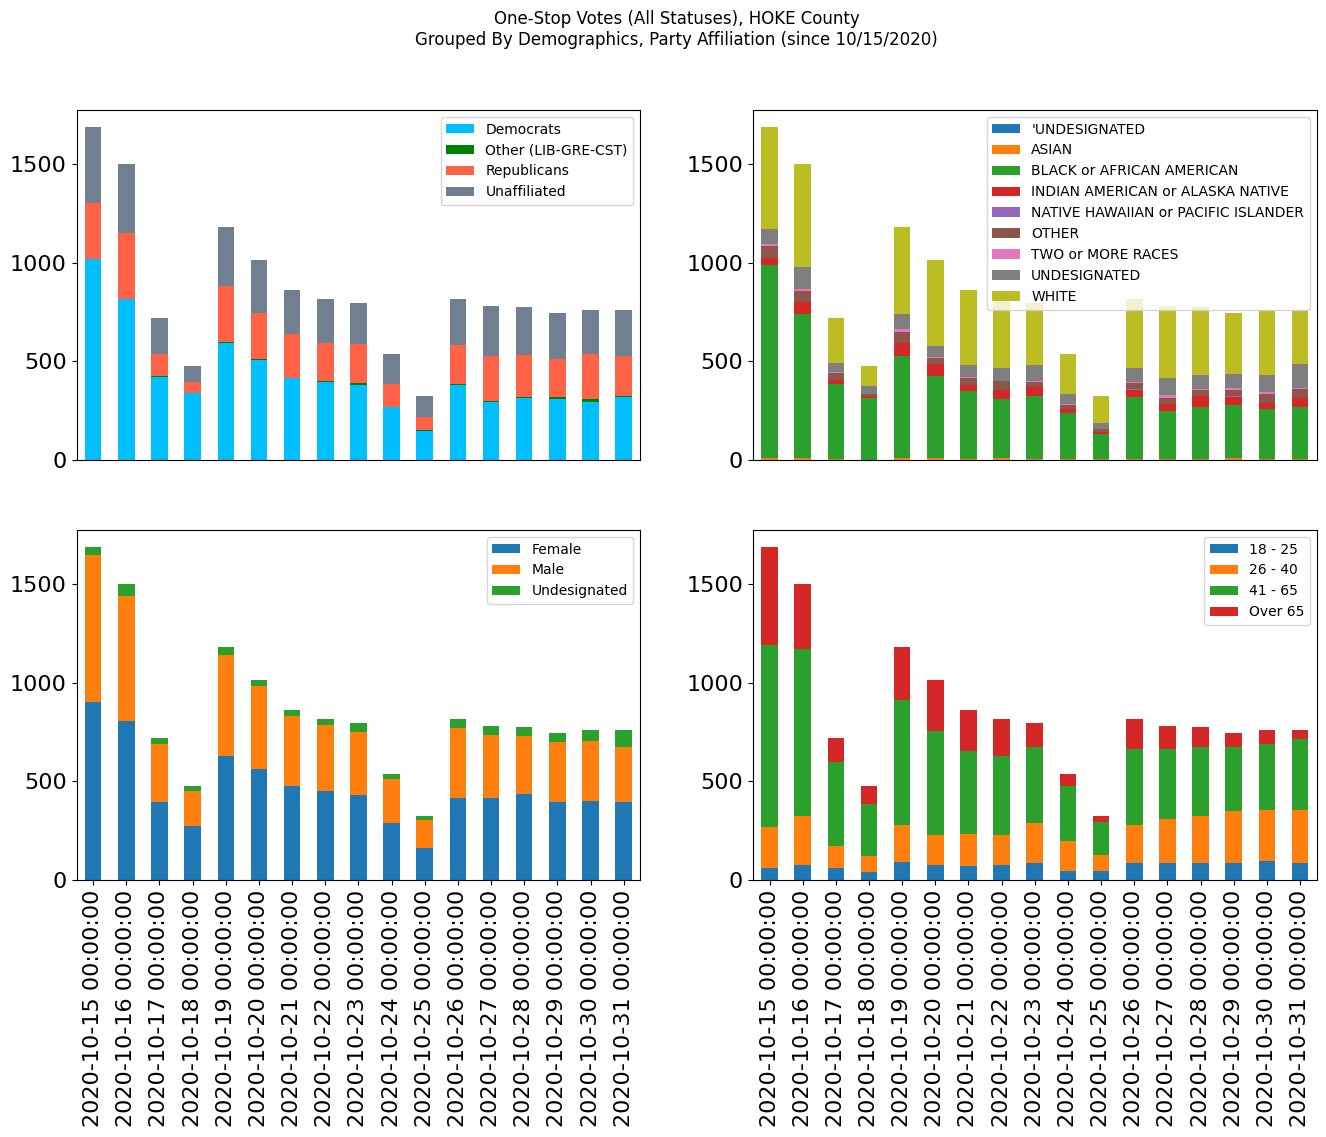 One-Stop Votes (All Statuses), HOKE County
Grouped By Demographics, Party Affiliation (since 10/15/2020)
1500
1000
500
0
Democrats
Other (LIB-GRE-CST)
Republicans
Unaffiliated
1500
1000
500
0
'UNDESIGNATED
ASIAN
BLACK or AFRICAN AMERICAN
INDIAN AMERICAN or ALASKA NATIVE
NATIVE HAWAIIAN or PACIFIC ISLANDER
OTHER
TWO or MORE RACES
UNDESIGNATED
WHITE
1500
1000
500
0
Female
Male
Undesignated
2020-10-15 00:00:00
2020-10-16 00:00:00
2020-10-17 00:00:00
2020-10-18 00:00:00
2020-10-19 00:00:00
2020-10-20 00:00:00
2020-10-21 00:00:00
2020-10-22 00:00:00
2020-10-23 00:00:00
2020-10-24 00:00:00
2020-10-25 00:00:00
2020-10-26 00:00:00
2020-10-27 00:00:00
2020-10-28 00:00:00
2020-10-29 00:00:00
2020-10-30 00:00:00
2020-10-31 00:00:00
1500
1000
500
0
18 - 25
26 - 40
41 - 65
Over 65
2020-10-15 00:00:00
2020-10-16 00:00:00
2020-10-17 00:00:00
2020-10-18 00:00:00
2020-10-19 00:00:00
2020-10-20 00:00:00
2020-10-21 00:00:00
2020-10-22 00:00:00
2020-10-23 00:00:00
2020-10-24 00:00:00
2020-10-25 00:00:00
2020-10-26 00:00:00
2020-10-27 00:00:00
2020-10-28 00:00:00
2020-10-29 00:00:00
2020-10-30 00:00:00
2020-10-31 00:00:00